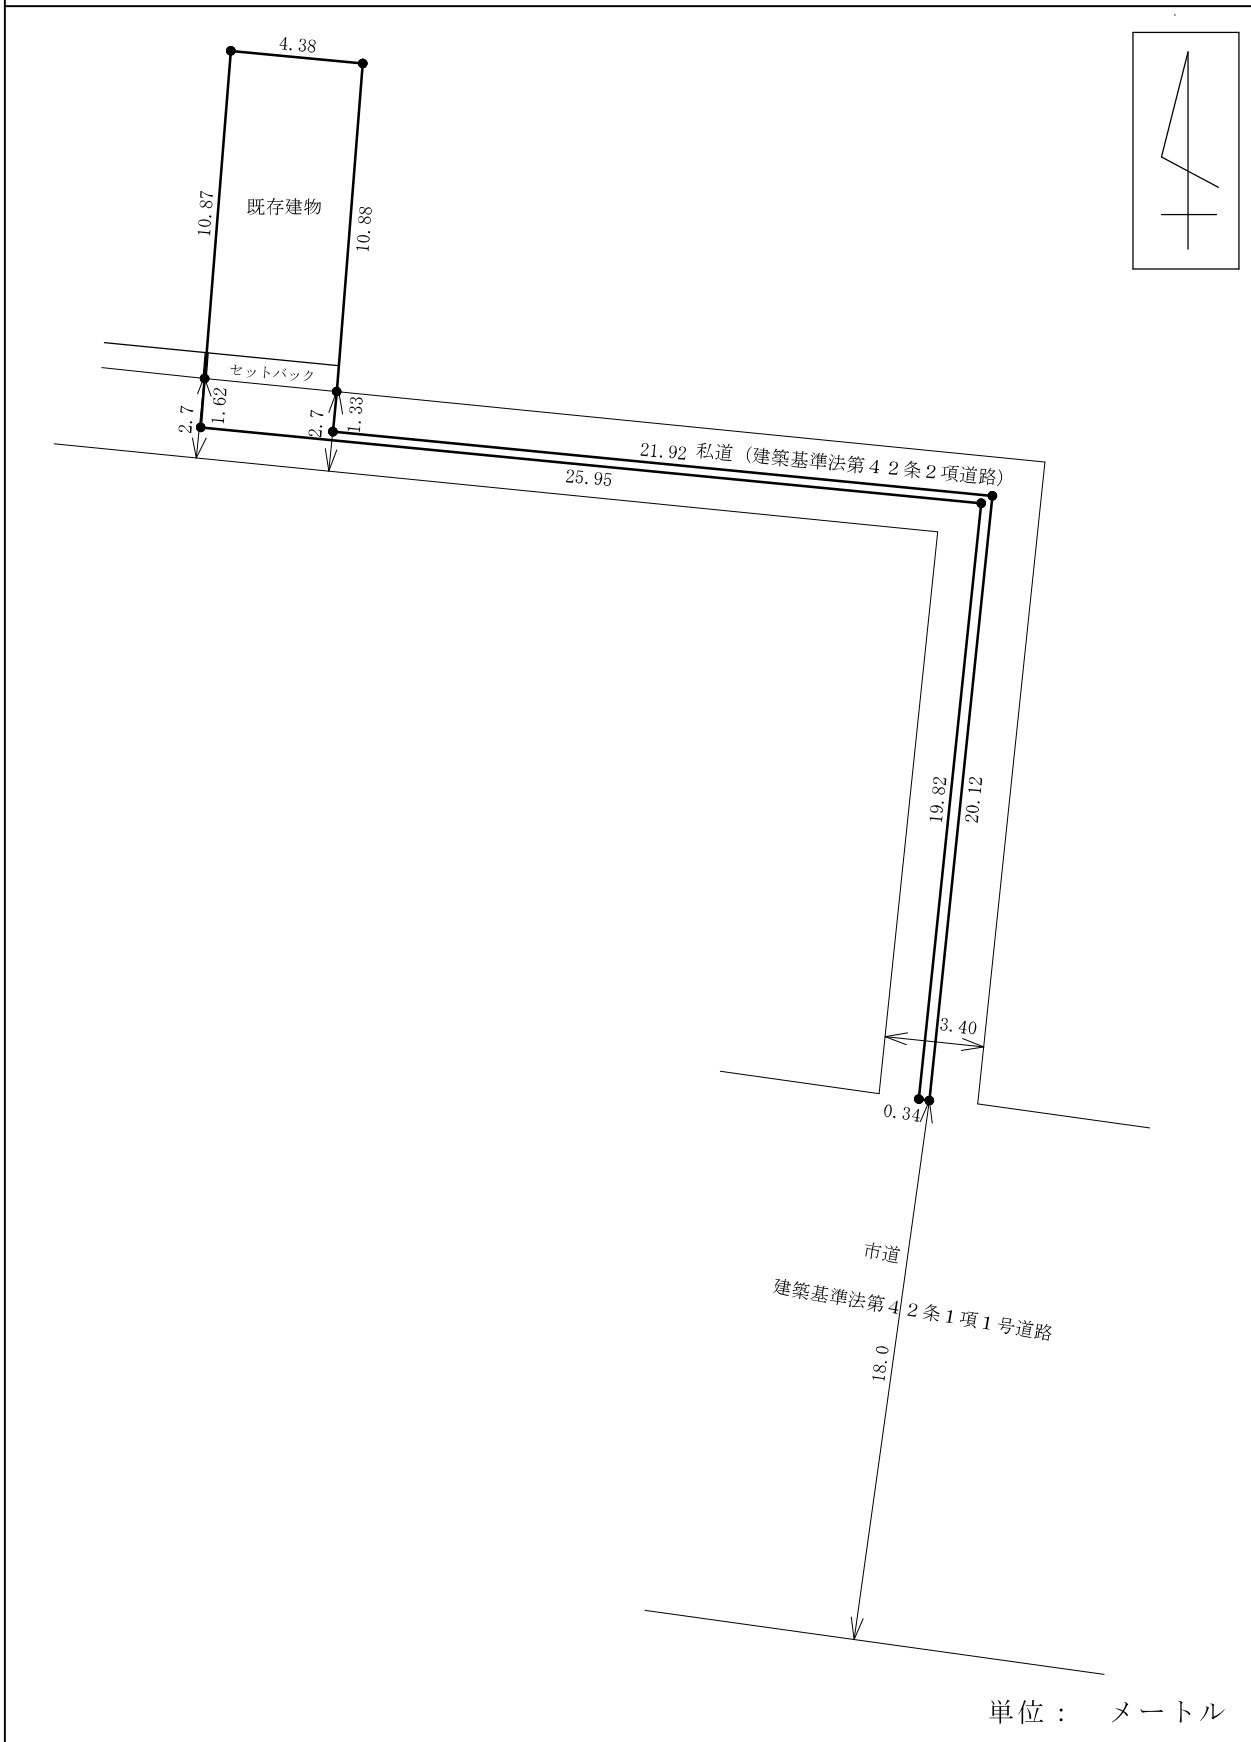 4.38
10.87
既存建物
10.88
セットバック
2.7
1.62
2.7
1.33
21.92 私道（建築基準法第４２条２項道路）
25.95
19.82
20.12
3.40
0.34
市道
建築基準法第４２条１項１号道路
18.0
単位：　メートル